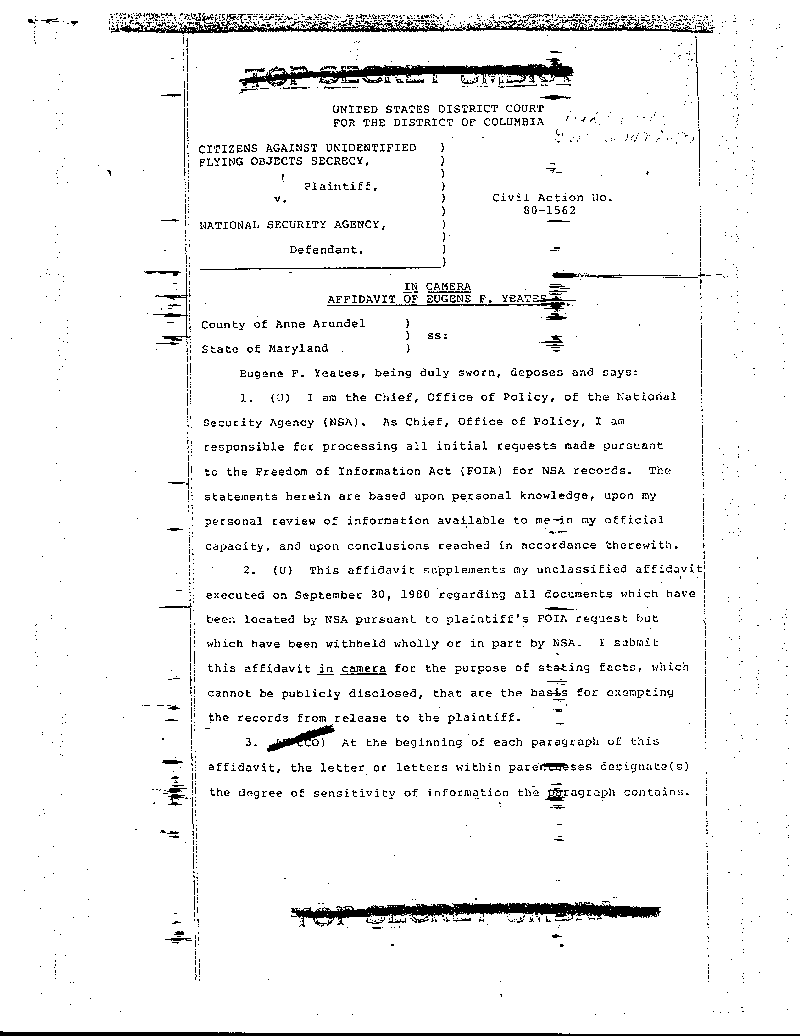 TOP SECRET UMBRA
UNITED STATES DISTRICT COURT
FOR THE DISTRICT OF COLUMBIA
CITIZENS AGAINST UNIDENTIFIED )
FLYING OBJECTS SECRECY, )
)
Plaintiff, )
v. ) Civil Action No.
) 80-1562
NATIONAL SECURITY AGENCY, )
)
Defendant. )
)
IN CAMERA
AFFIDAVIT OF EUGENE F. YEATES
County of Anne Arundel )
) ss:
State of Maryland )
Eugene F. Yeates, being duly sworn, deposes and says:
1. (U) I am the Chief, Office of Policy, of the National
Security Agency (NSA). As Chief, Office of Policy, I am
responsible for processing all initial requests made pursuant
to the Freedom of Information Act (FOIA) for NSA records. The
statements herein are based upon personal knowledge, upon my
personal review of information available to me in my official
capacity, and upon conclusions reached in accordance therewith.
2. (U) This affidavit supplements my unclassified affidavit
executed on September 30, 1980 regarding all documents which have
been located by NSA pursuant to plaintiff's FOIA request but
which have been withheld wholly or in part by NSA. I submit
this affidavit in camera for the purpose of stating facts, which
cannot be publicly disclosed, that are the basis for exempting
the records from release to the plaintiff.
3. CCO) At the beginning of each paragraph of this
affidavit, the letter or letters within parentheses designate(s)
the degree of sensitivity of information the paragraph contains.
TOP SECRET UMBRA